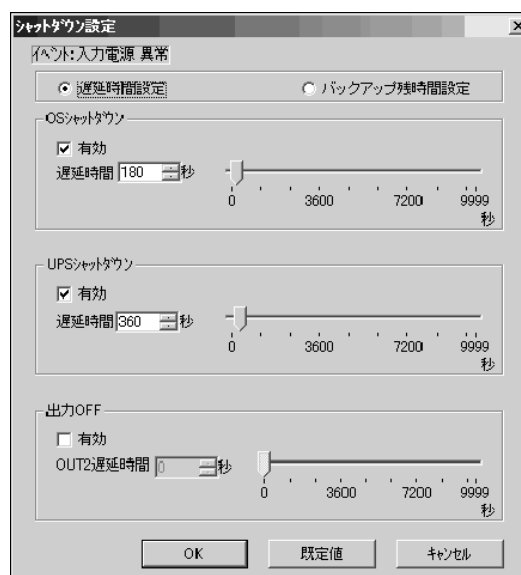 ｼｬｯﾄﾀﾞｳﾝ設定
ｲﾍﾞﾝﾄ:入力電源 異常
遅延時間設定
バックアップ残時間設定
OSｼｬｯﾄﾀﾞｳﾝ
有効
遅延時間 180 秒
0 3600 7200 9999
秒
UPSｼｬｯﾄﾀﾞｳﾝ
有効
遅延時間 360 秒
0 3600 7200 9999
秒
出力OFF
有効
OUT2遅延時間 0 秒
0 3600 7200 9999
秒
OK 既定値 ｷｬﾝｾﾙ